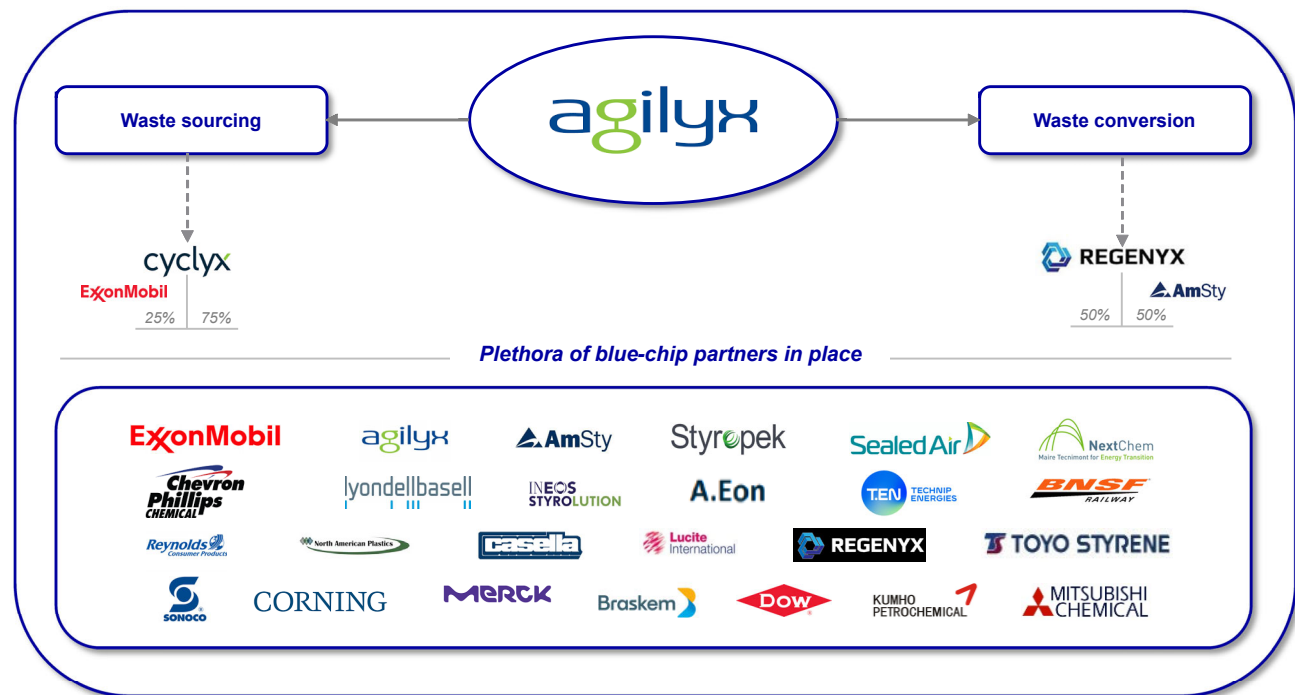 agilyx
Waste sourcing
Waste conversion
cyclyx
ExxonMobil
25% 75%
REGENYX
AmSty
50% 50%
Plethora of blue-chip partners in place
ExxonMobil
agilyx
AmSty
Styropek
Sealed Air
NextChem
Maire Tecnimont for Energy Transition
Chevron
Phillips
CHEMICAL
lyondellbasell
INEOS
STYROLUTION
A.Eon
T.EN
TECHNIP
ENERGIES
BNSF
RAILWAY
Reynolds
Consumer Products
North American Plastics
casella
Lucite
International
REGENYX
TOYO STYRENE
SONOCO
CORNING
MERCK
Braskem
Dow
KUMHO
PETROCHEMICAL
MITSUBISHI
CHEMICAL